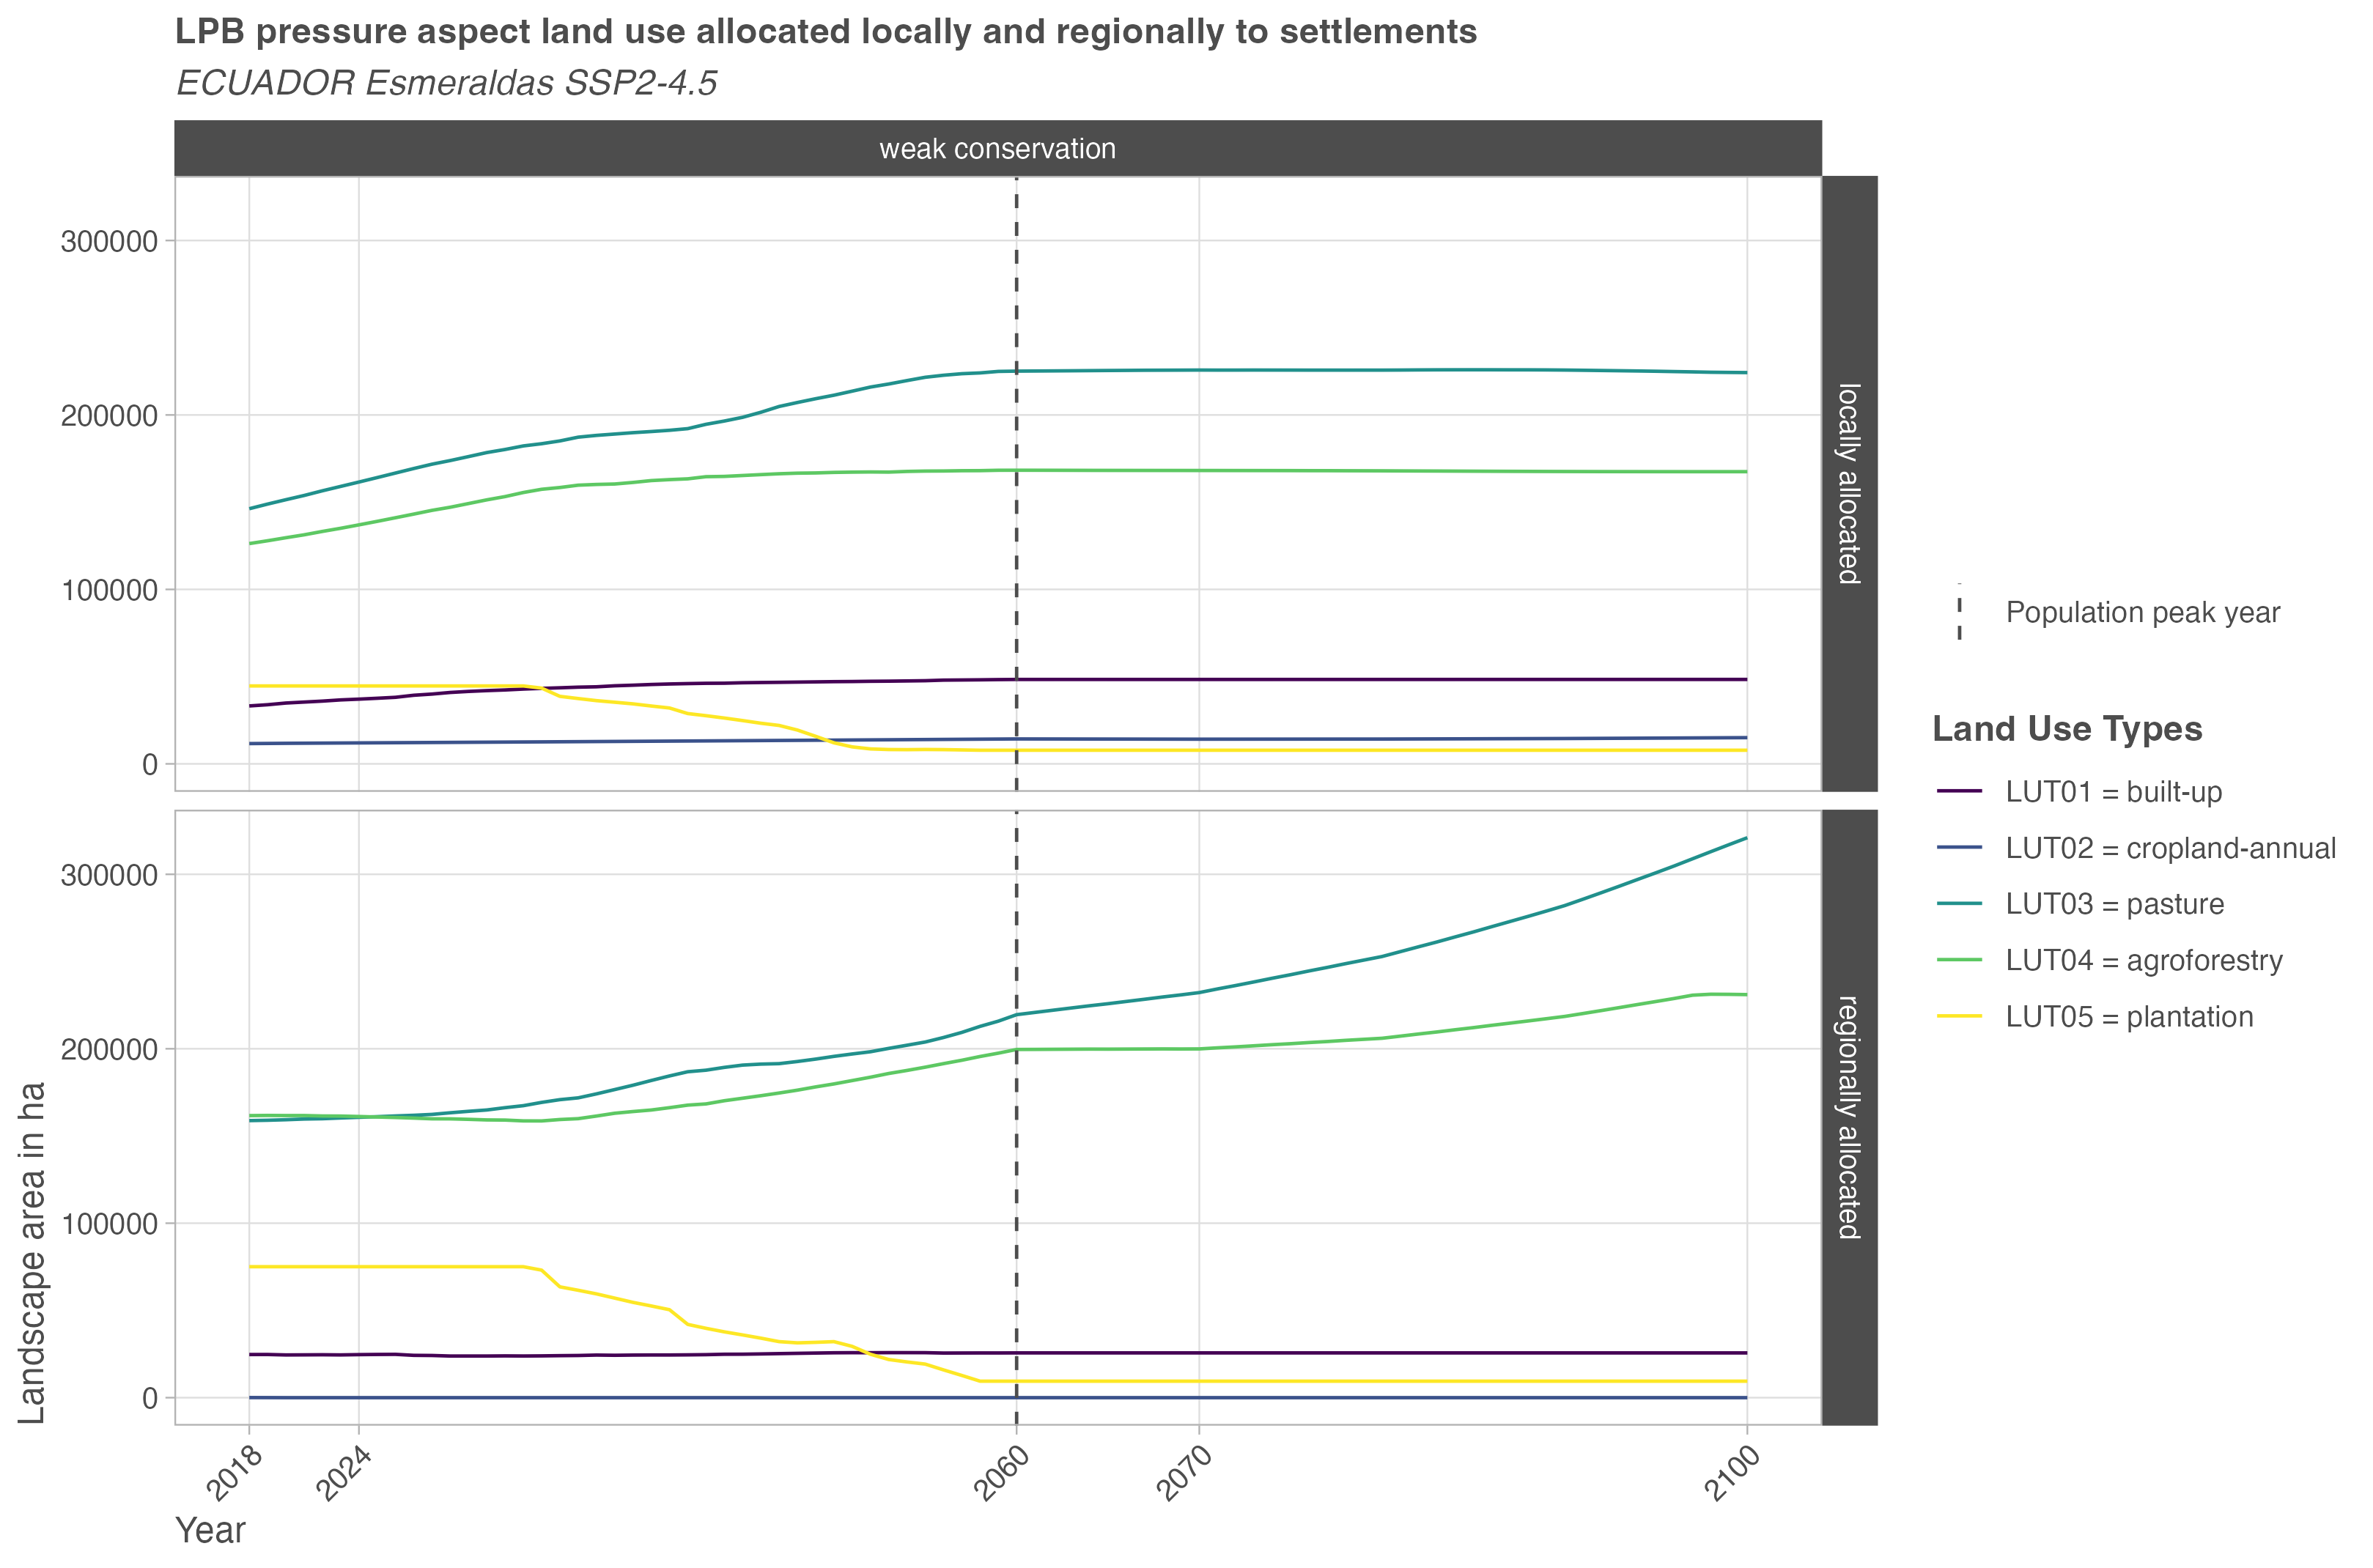 LPB pressure aspect land use allocated locally and regionally to settlements
ECUADOR Esmeraldas SSP2-4.5
weak conservation
300000
200000
100000
0
locally allocated
300000
200000
100000
0
regionally allocated
Landscape area in ha
2018
2024
2060
2070
2100
Year
Population peak year
Land Use Types
LUT01 = built-up
LUT02 = cropland-annual
LUT03 = pasture
LUT04 = agroforestry
LUT05 = plantation